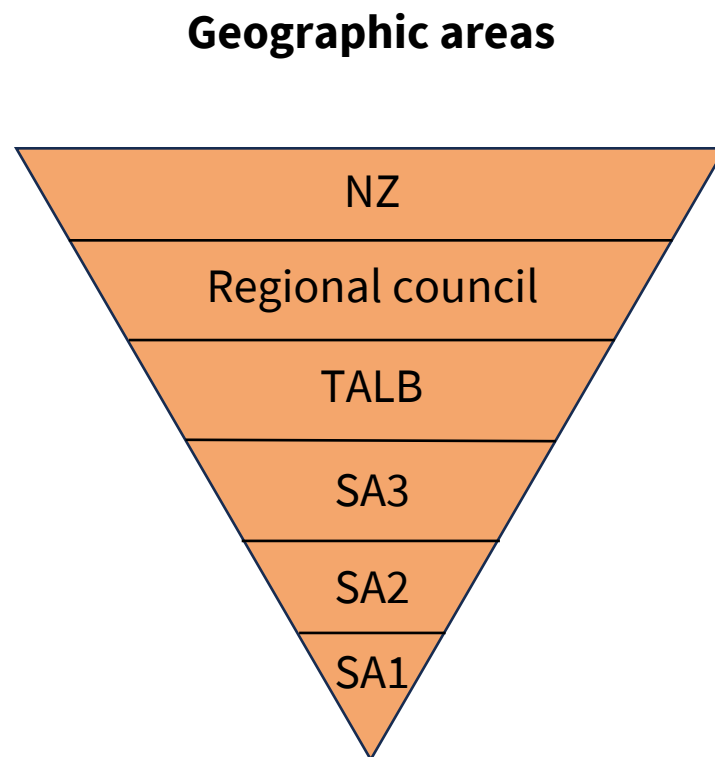 Geographic areas
NZ
Regional council
TALB
SA3
SA2
SA1